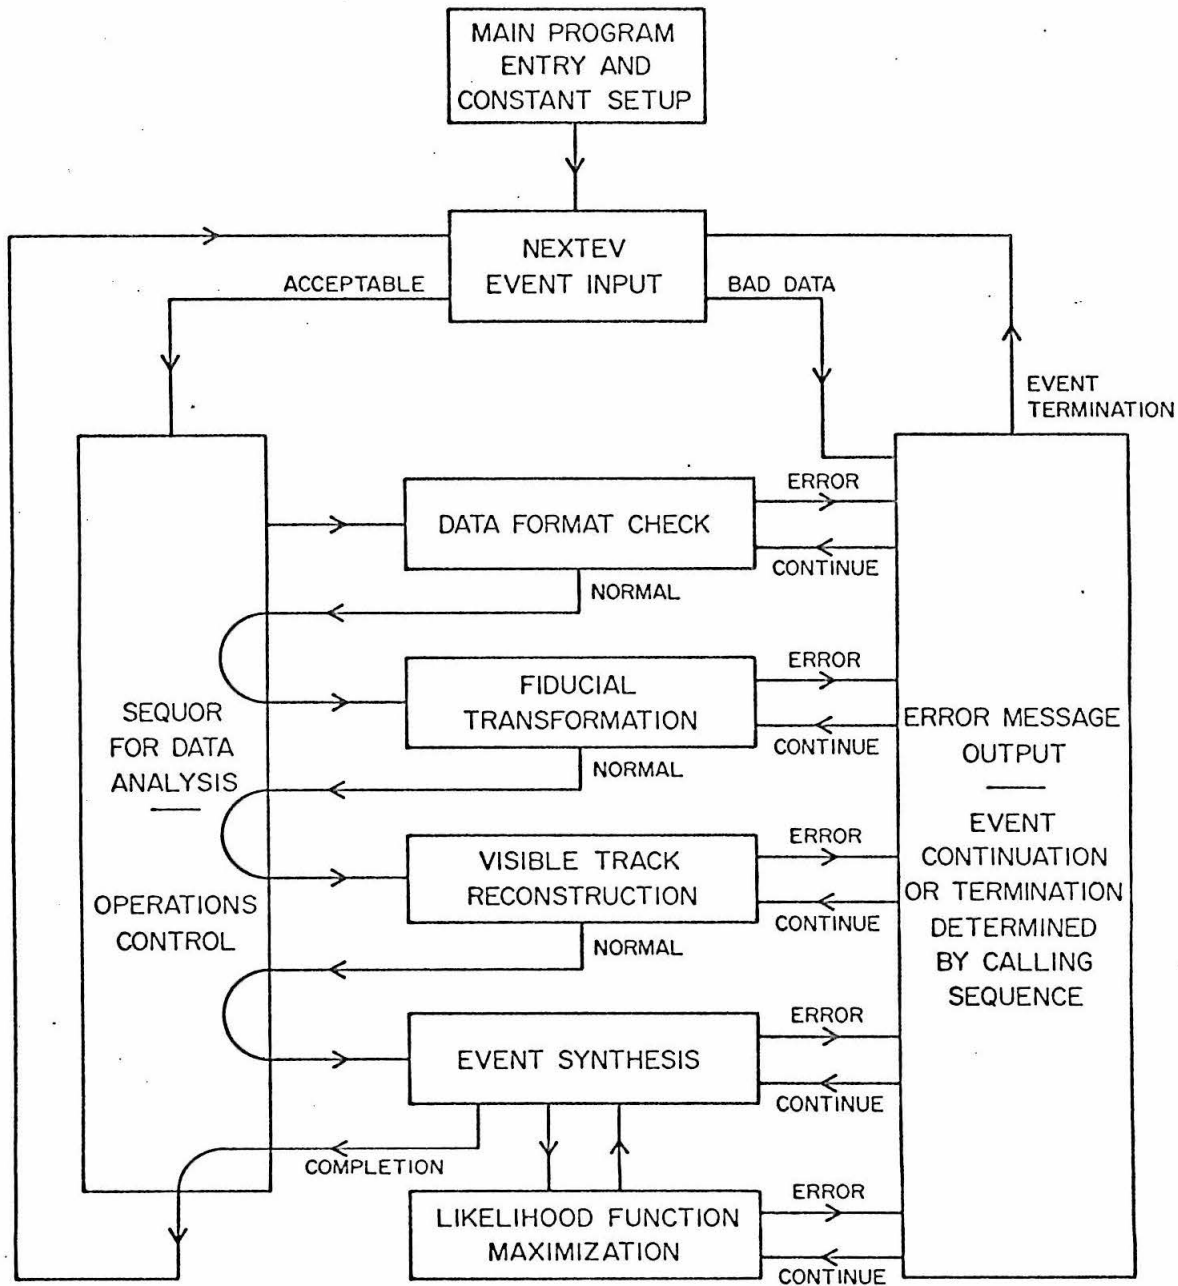 MAIN PROGRAM
ENTRY AND
CONSTANT SETUP
NEXTEV
EVENT INPUT
ACCEPTABLE
BAD DATA
EVENT
TERMINATION
SEQUOR
FOR DATA
ANALYSIS
OPERATIONS
CONTROL
DATA FORMAT CHECK
ERROR
CONTINUE
NORMAL
FIDUCIAL
TRANSFORMATION
ERROR
CONTINUE
NORMAL
VISIBLE TRACK
RECONSTRUCTION
ERROR
CONTINUE
NORMAL
EVENT SYNTHESIS
ERROR
CONTINUE
COMPLETION
LIKELIHOOD FUNCTION
MAXIMIZATION
ERROR
CONTINUE
ERROR MESSAGE
OUTPUT
EVENT
CONTINUATION
OR TERMINATION
DETERMINED
BY CALLING
SEQUENCE